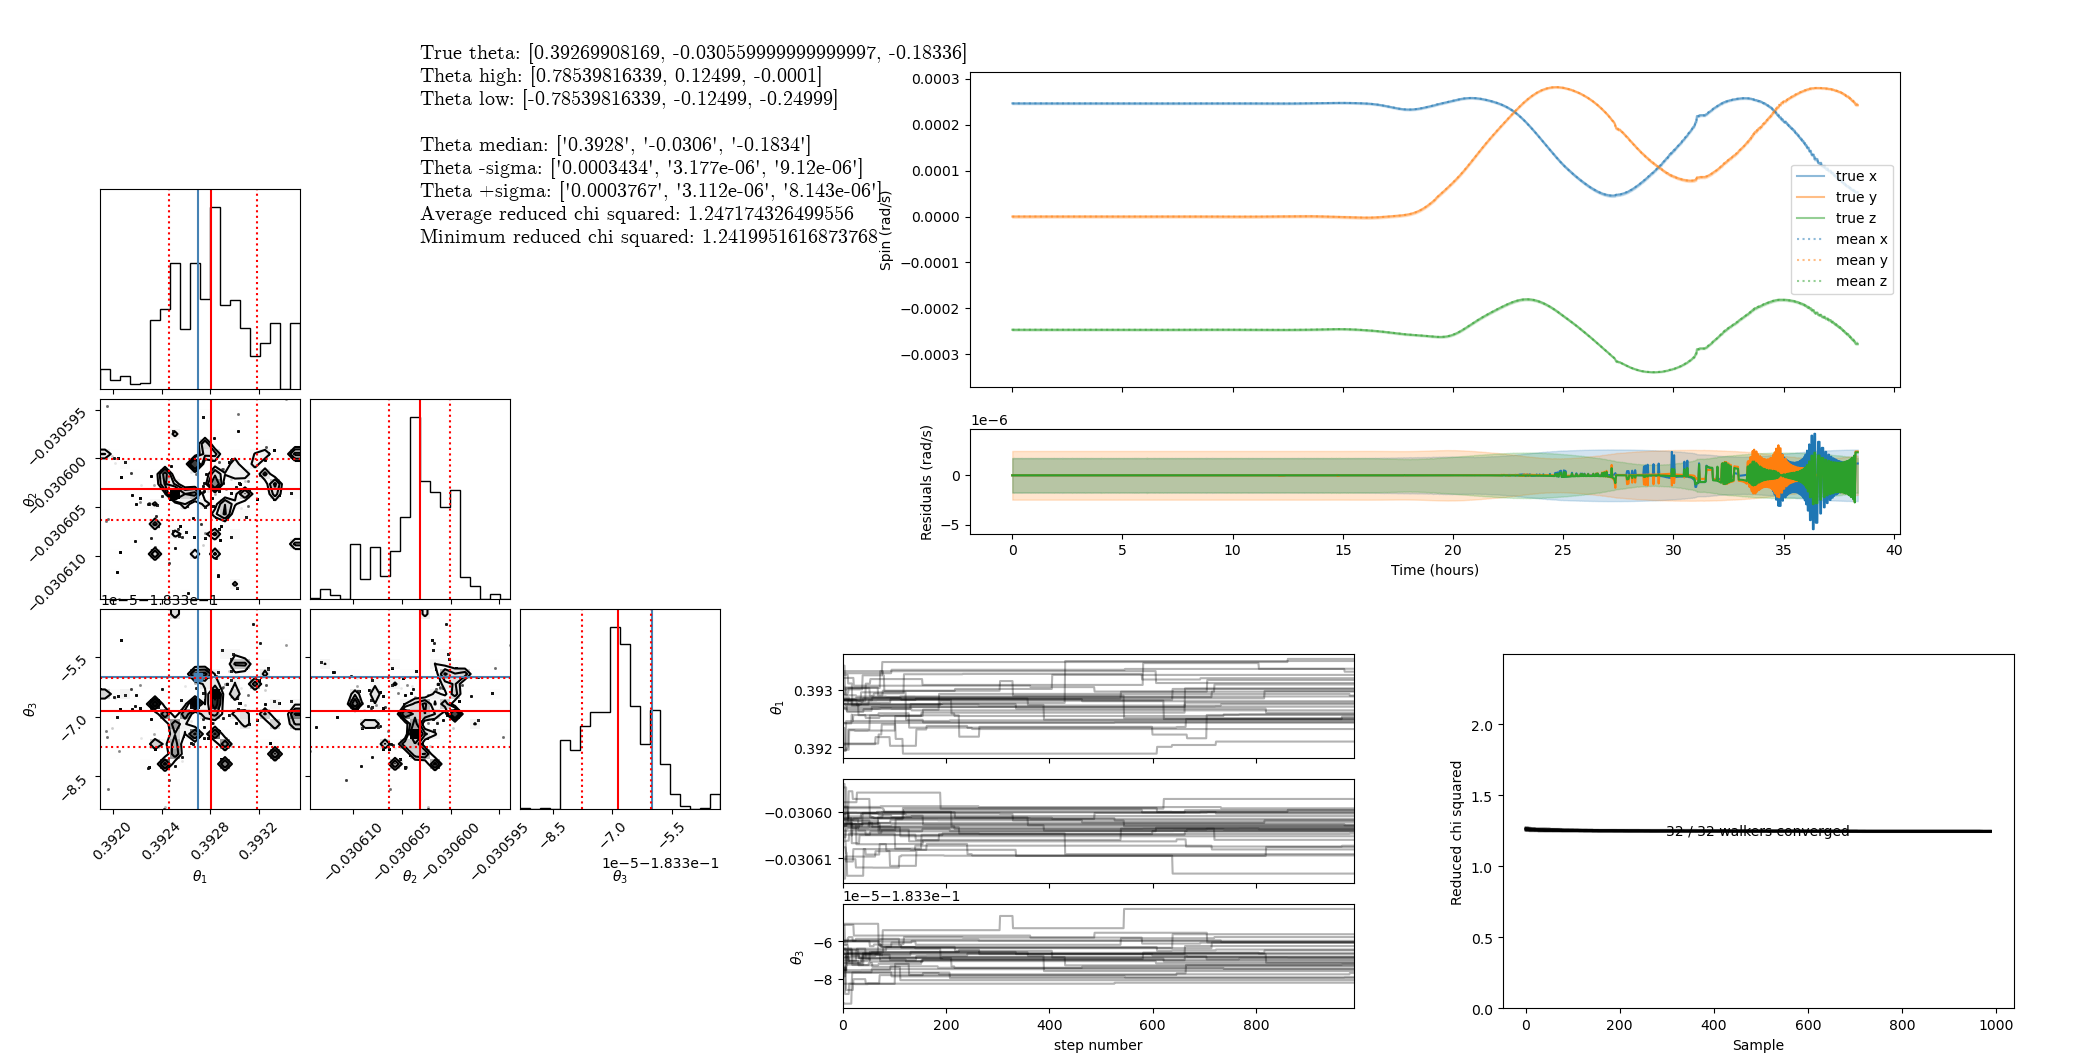 True theta: [0.39269908169, -0.030559999999999997, -0.18336]
Theta high: [0.78539816339, 0.12499, -0.0001]
Theta low: [-0.78539816339, -0.12499, -0.24999]
Theta median: ['0.3928', '-0.0306', '-0.1834']
Theta -sigma: ['0.0003434', '3.177e-06', '9.12e-06']
Theta +sigma: ['0.0003767', '3.112e-06', '8.143e-06']
Average reduced chi squared: 1.247174326499556
Minimum reduced chi squared: 1.2419951616873768
0.0003
0.0002
0.0001
0.0000
−0.0001
−0.0002
−0.0003
Spin (rad/s)
true x
true y
true z
mean x
mean y
mean z
1e−6
0
−5
Residuals (rad/s)
0 5 10 15 20 25 30 35 40
Time (hours)
−0.030595
−0.030600
−0.030605
−0.030610
θ2
1e−5−1.833e−1
−5.5
−7.0
−8.5
θ3
0.3920 0.3924 0.3928 0.3932
θ1
−0.030610 −0.030605 −0.030600 −0.030595
θ2
−8.5 −7.0 −5.5
1e−5−1.833e−1
θ3
0.393
0.392
θ1
−0.03060
−0.03061
1e−5−1.833e−1
−6
−8
θ3
0 200 400 600 800
step number
2.0
1.5
1.0
0.5
0.0
Reduced chi squared
32 / 32 walkers converged
0 200 400 600 800 1000
Sample